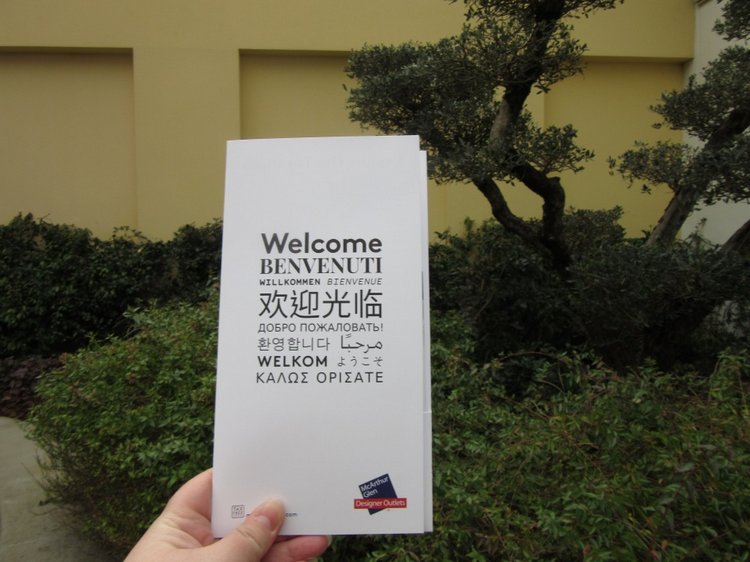 Welcome
BENVENUTI
WILLKOMMEN BIENVENUE
欢迎光临
ДОБРО ПОЖАЛОВАТЬ!
환영합니다 مرحبًا
WELKOM ようこそ
ΚΑΛΩΣ ΟΡΙΣΑΤΕ
McArthur
Glen
Designer Outlets